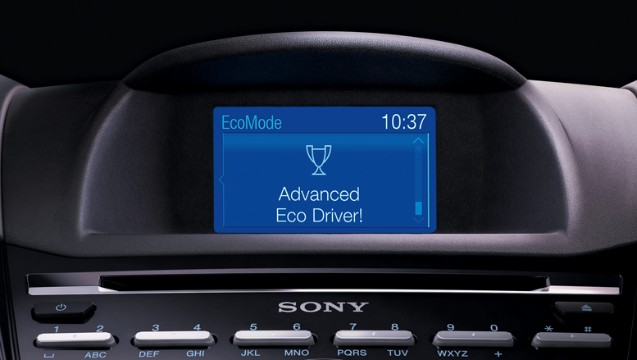 EcoMode 10:37
Advanced
Eco Driver!
SONY
1 2 3 4 5 6 7 8 9 0 * #
ABC DEF GHI JKL MNO PQRS TUV WXYZ +